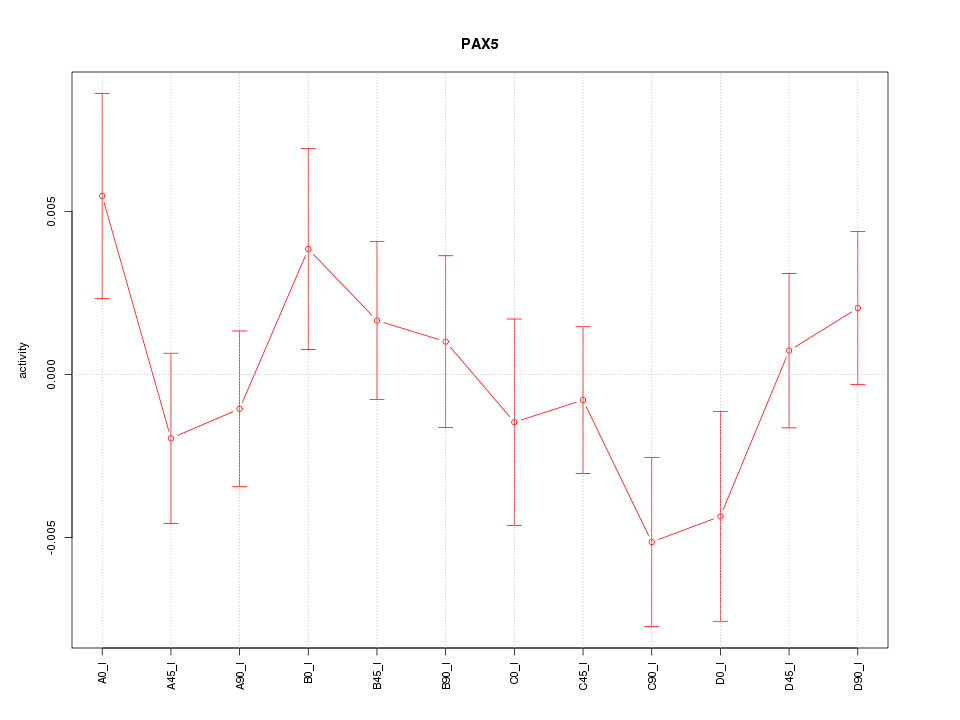 PAX5
activity
0.005
0.000
-0.005
A0_I
A45_I
A90_I
B0_I
B45_I
B90_I
C0_I
C45_I
C90_I
D0_I
D45_I
D90_I